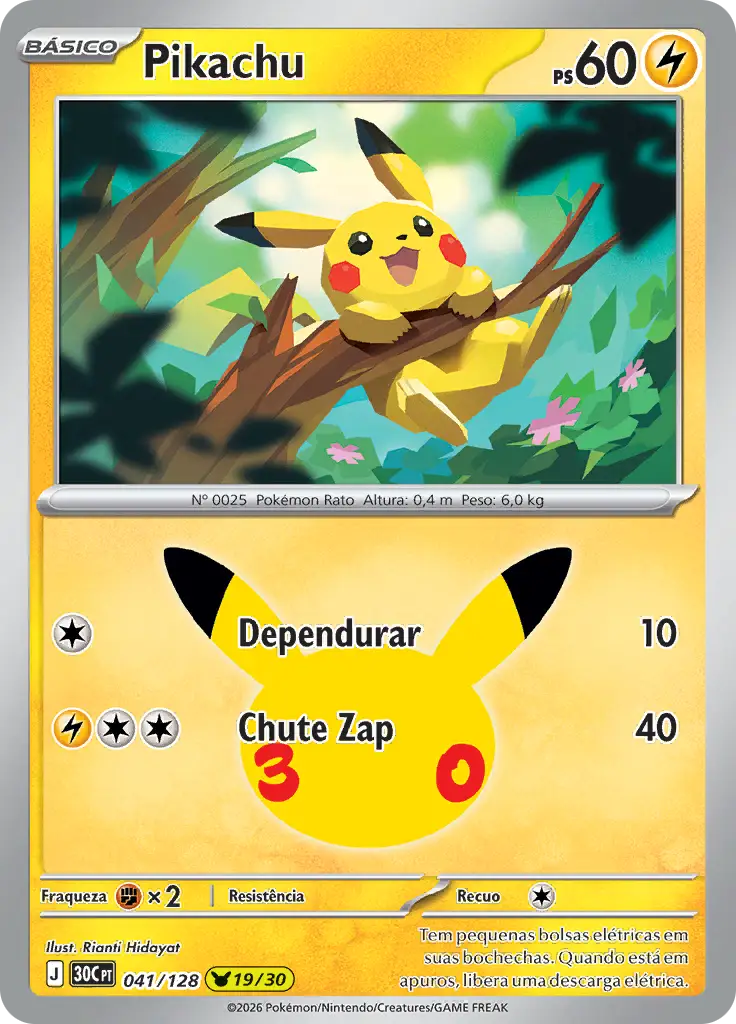 BÁSICO
Pikachu
PS60
Nº 0025 Pokémon Rato Altura: 0,4 m Peso: 6,0 kg
Dependurar 10
Chute Zap 40
3 0
Fraqueza ×2 Resistência Recuo
Ilust. Rianti Hidayat
Tem pequenas bolsas elétricas em
suas bochechas. Quando está em
apuros, libera uma descarga elétrica.
J 30C PT 041/128 19/30
©2026 Pokémon/Nintendo/Creatures/GAME FREAK